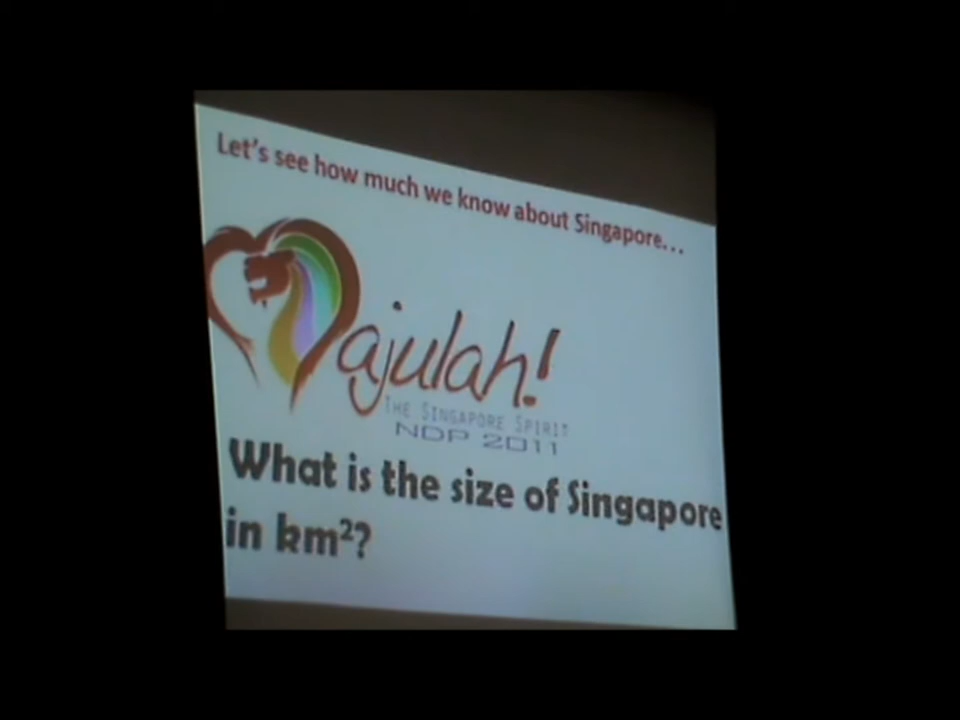 Let's see how much we know about Singapore...
Majulah!
THE SINGAPORE SPIRIT
NDP 2011
What is the size of Singapore
in km²?